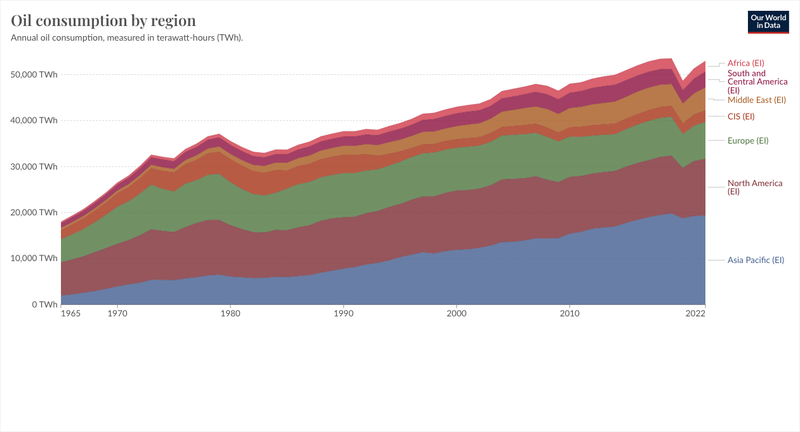 Oil consumption by region
Annual oil consumption, measured in terawatt-hours (TWh).
Our World
in Data
50,000 TWh
40,000 TWh
30,000 TWh
20,000 TWh
10,000 TWh
0 TWh
1965
1970
1980
1990
2000
2010
2022
Africa (EI)
South and
Central America
(EI)
Middle East (EI)
CIS (EI)
Europe (EI)
North America
(EI)
Asia Pacific (EI)